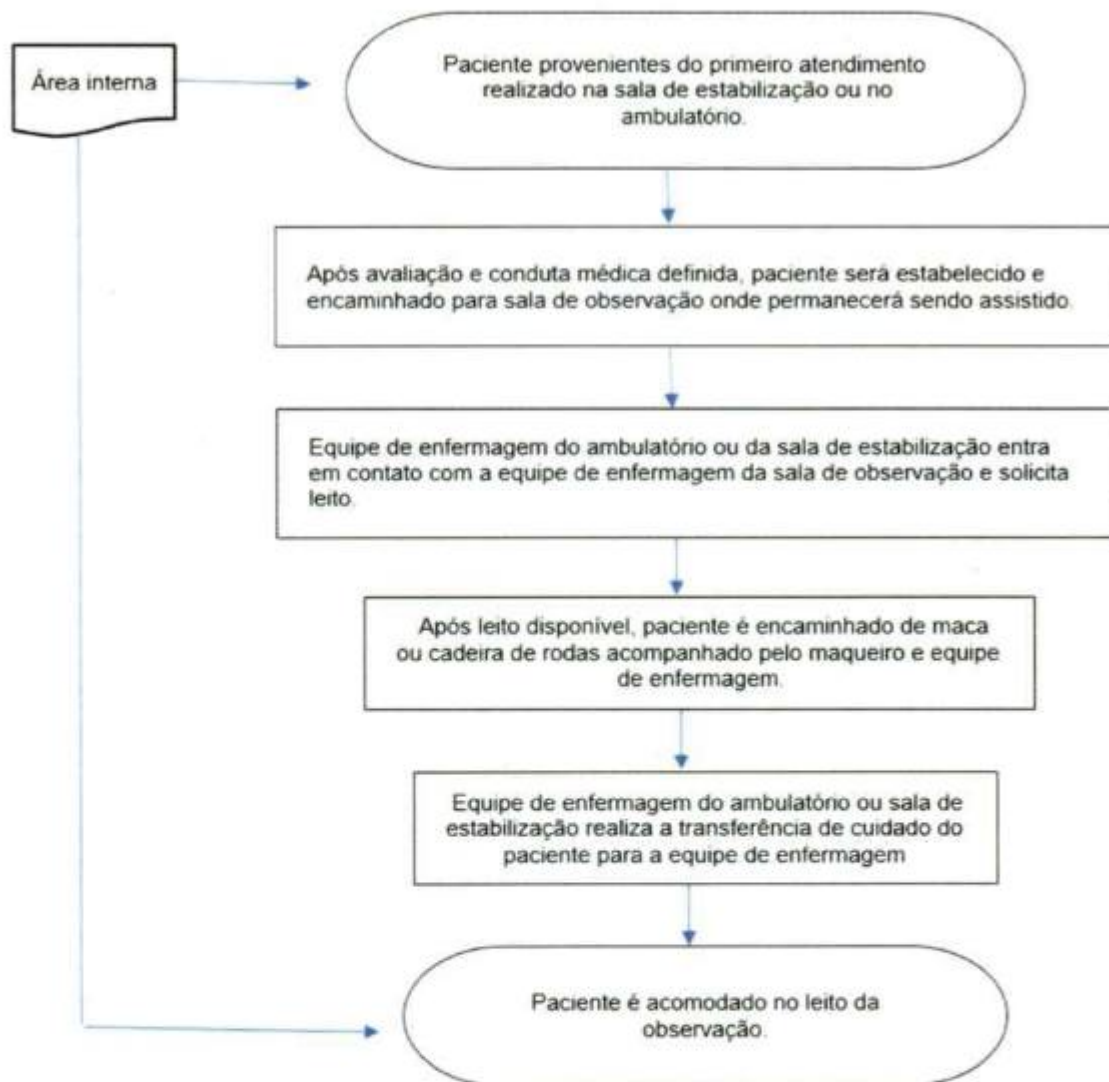 Área interna
Paciente provenientes do primeiro atendimento
realizado na sala de estabilização ou no
ambulatório.
Após avaliação e conduta médica definida, paciente será estabelecido e
encaminhado para sala de observação onde permanecerá sendo assistido.
Equipe de enfermagem do ambulatório ou da sala de estabilização entra
em contato com a equipe de enfermagem da sala de observação e solicita
leito.
Após leito disponível, paciente é encaminhado de maca
ou cadeira de rodas acompanhado pelo maqueiro e equipe
de enfermagem.
Equipe de enfermagem do ambulatório ou sala de
estabilização realiza a transferência de cuidado do
paciente para a equipe de enfermagem
Paciente é acomodado no leito da
observação.